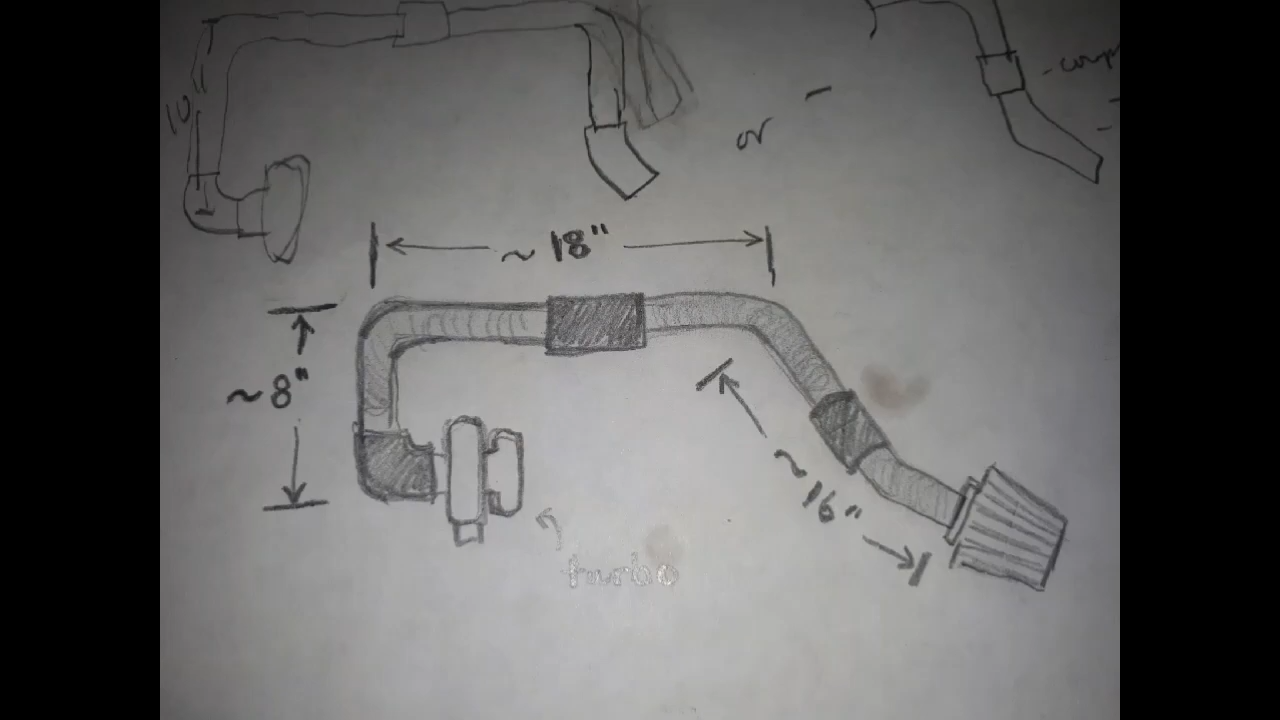 10
or -
~ 18"
~ 8"
~ 16"
turbo